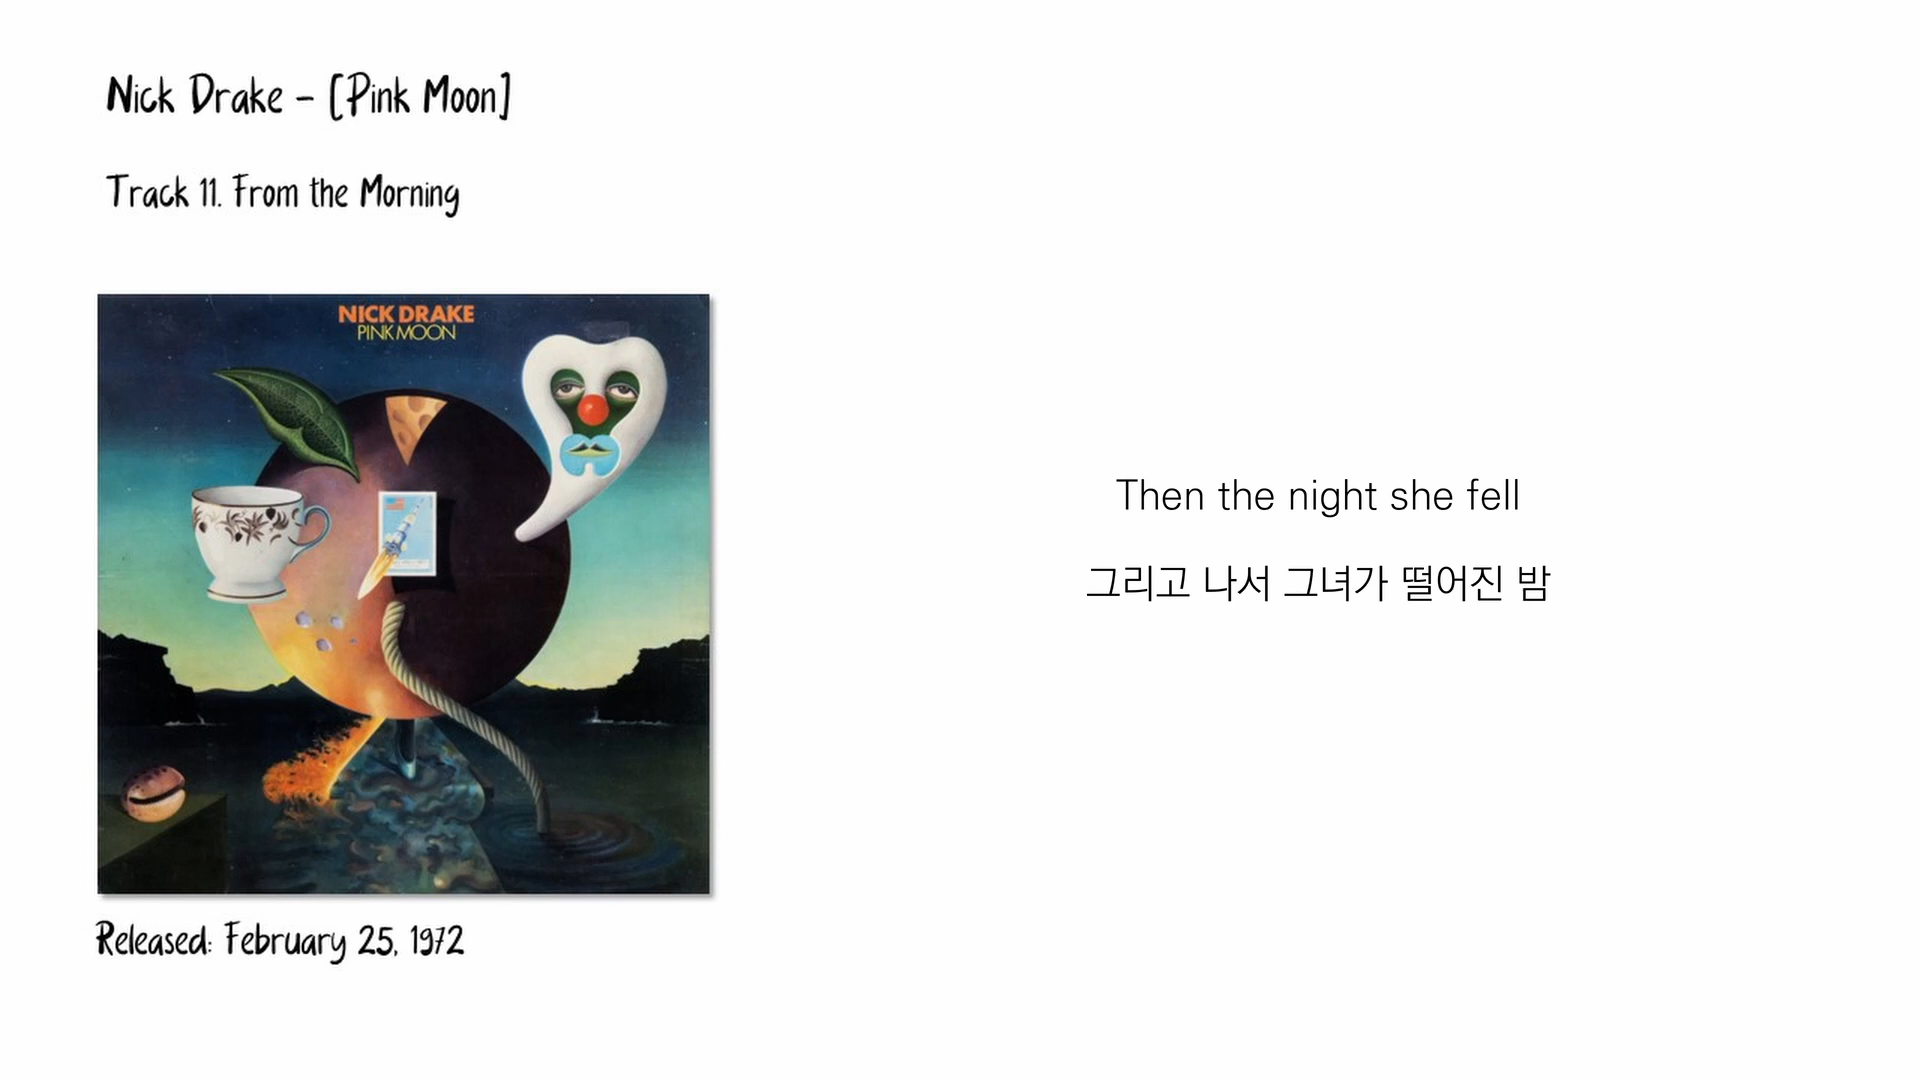 Nick Drake - [Pink Moon]
Track 11. From the Morning
NICK DRAKE
PINK MOON
Then the night she fell
그리고 나서 그녀가 떨어진 밤
Released: February 25, 1972